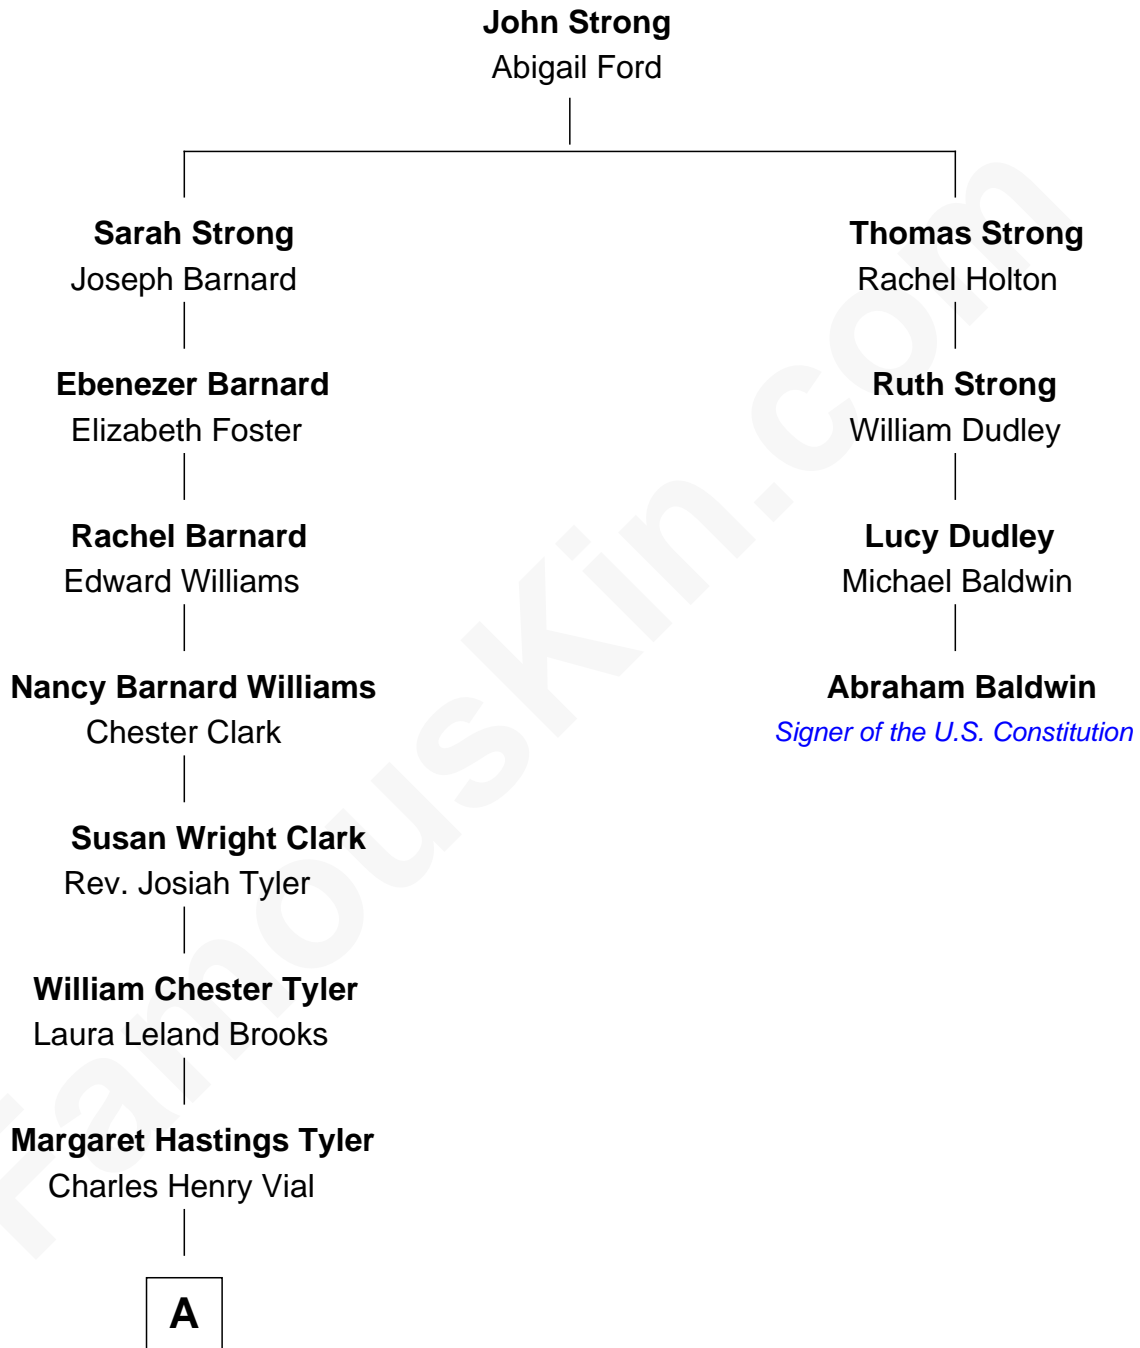 John Strong
Abigail Ford
Sarah Strong
Joseph Barnard
Thomas Strong
Rachel Holton
Ebenezer Barnard
Elizabeth Foster
Ruth Strong
William Dudley
Rachel Barnard
Edward Williams
Lucy Dudley
Michael Baldwin
Nancy Barnard Williams
Chester Clark
Abraham Baldwin
Signer of the U.S. Constitution
Susan Wright Clark
Rev. Josiah Tyler
William Chester Tyler
Laura Leland Brooks
Margaret Hastings Tyler
Charles Henry Vial
A
FamousKin.com